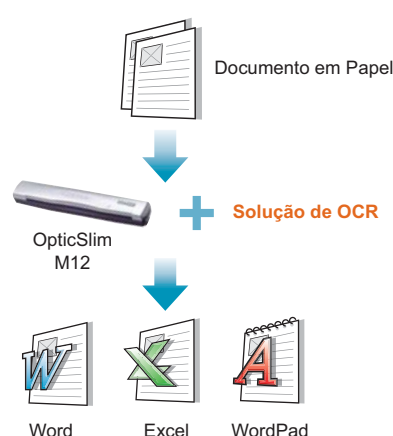 Documento em Papel
Solução de OCR
OpticSlim
M12
W
X
A
Word
Excel
WordPad